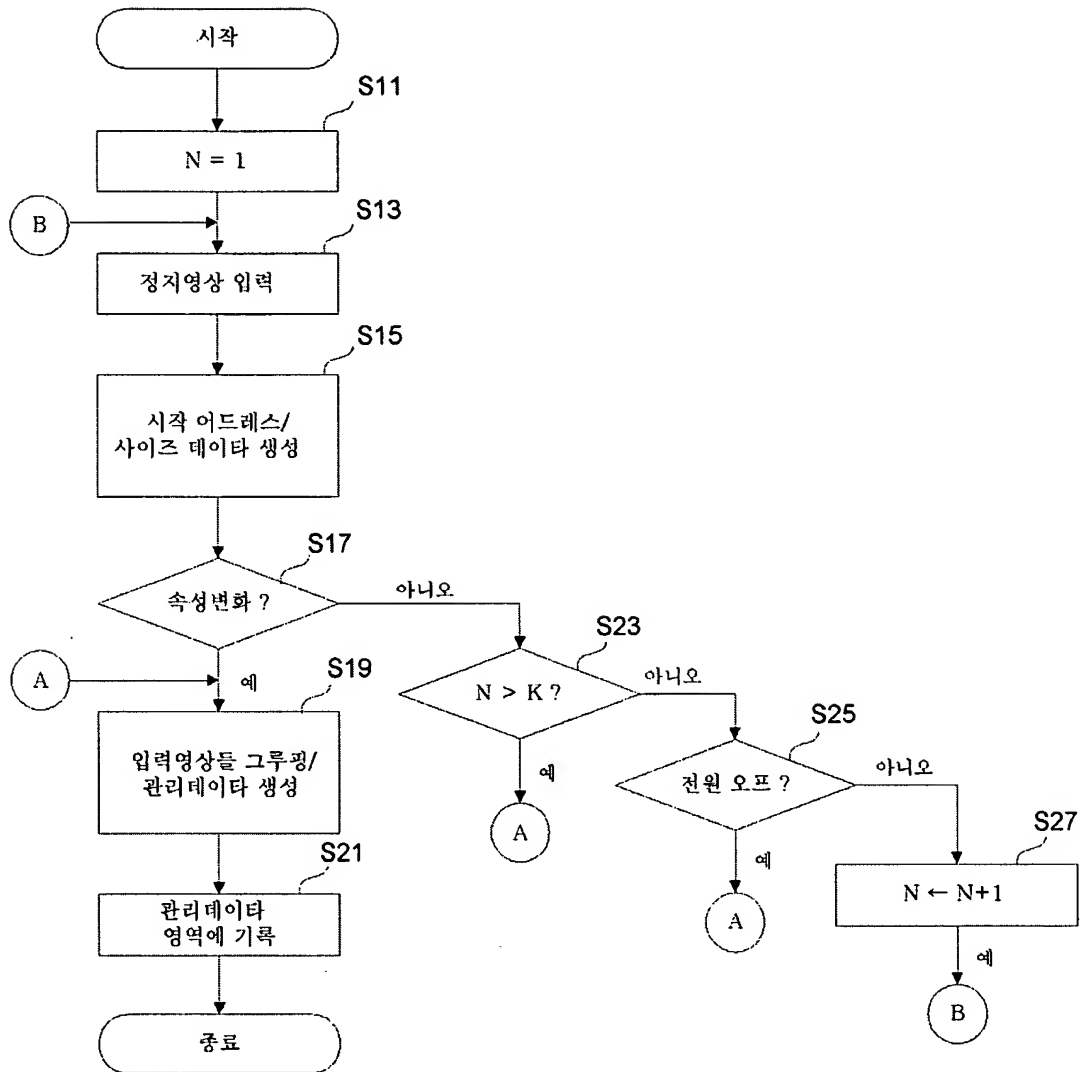 시작
S11
N = 1
B
S13
정지영상 입력
S15
시작 어드레스/
사이즈 데이타 생성
S17
속성변화 ?
아니오
A
예
S19
입력영상들 그루핑/
관리데이타 생성
S21
관리데이타
영역에 기록
종료
S23
N > K ?
아니오
예
A
S25
전원 오프 ?
아니오
예
A
S27
N ← N+1
예
B